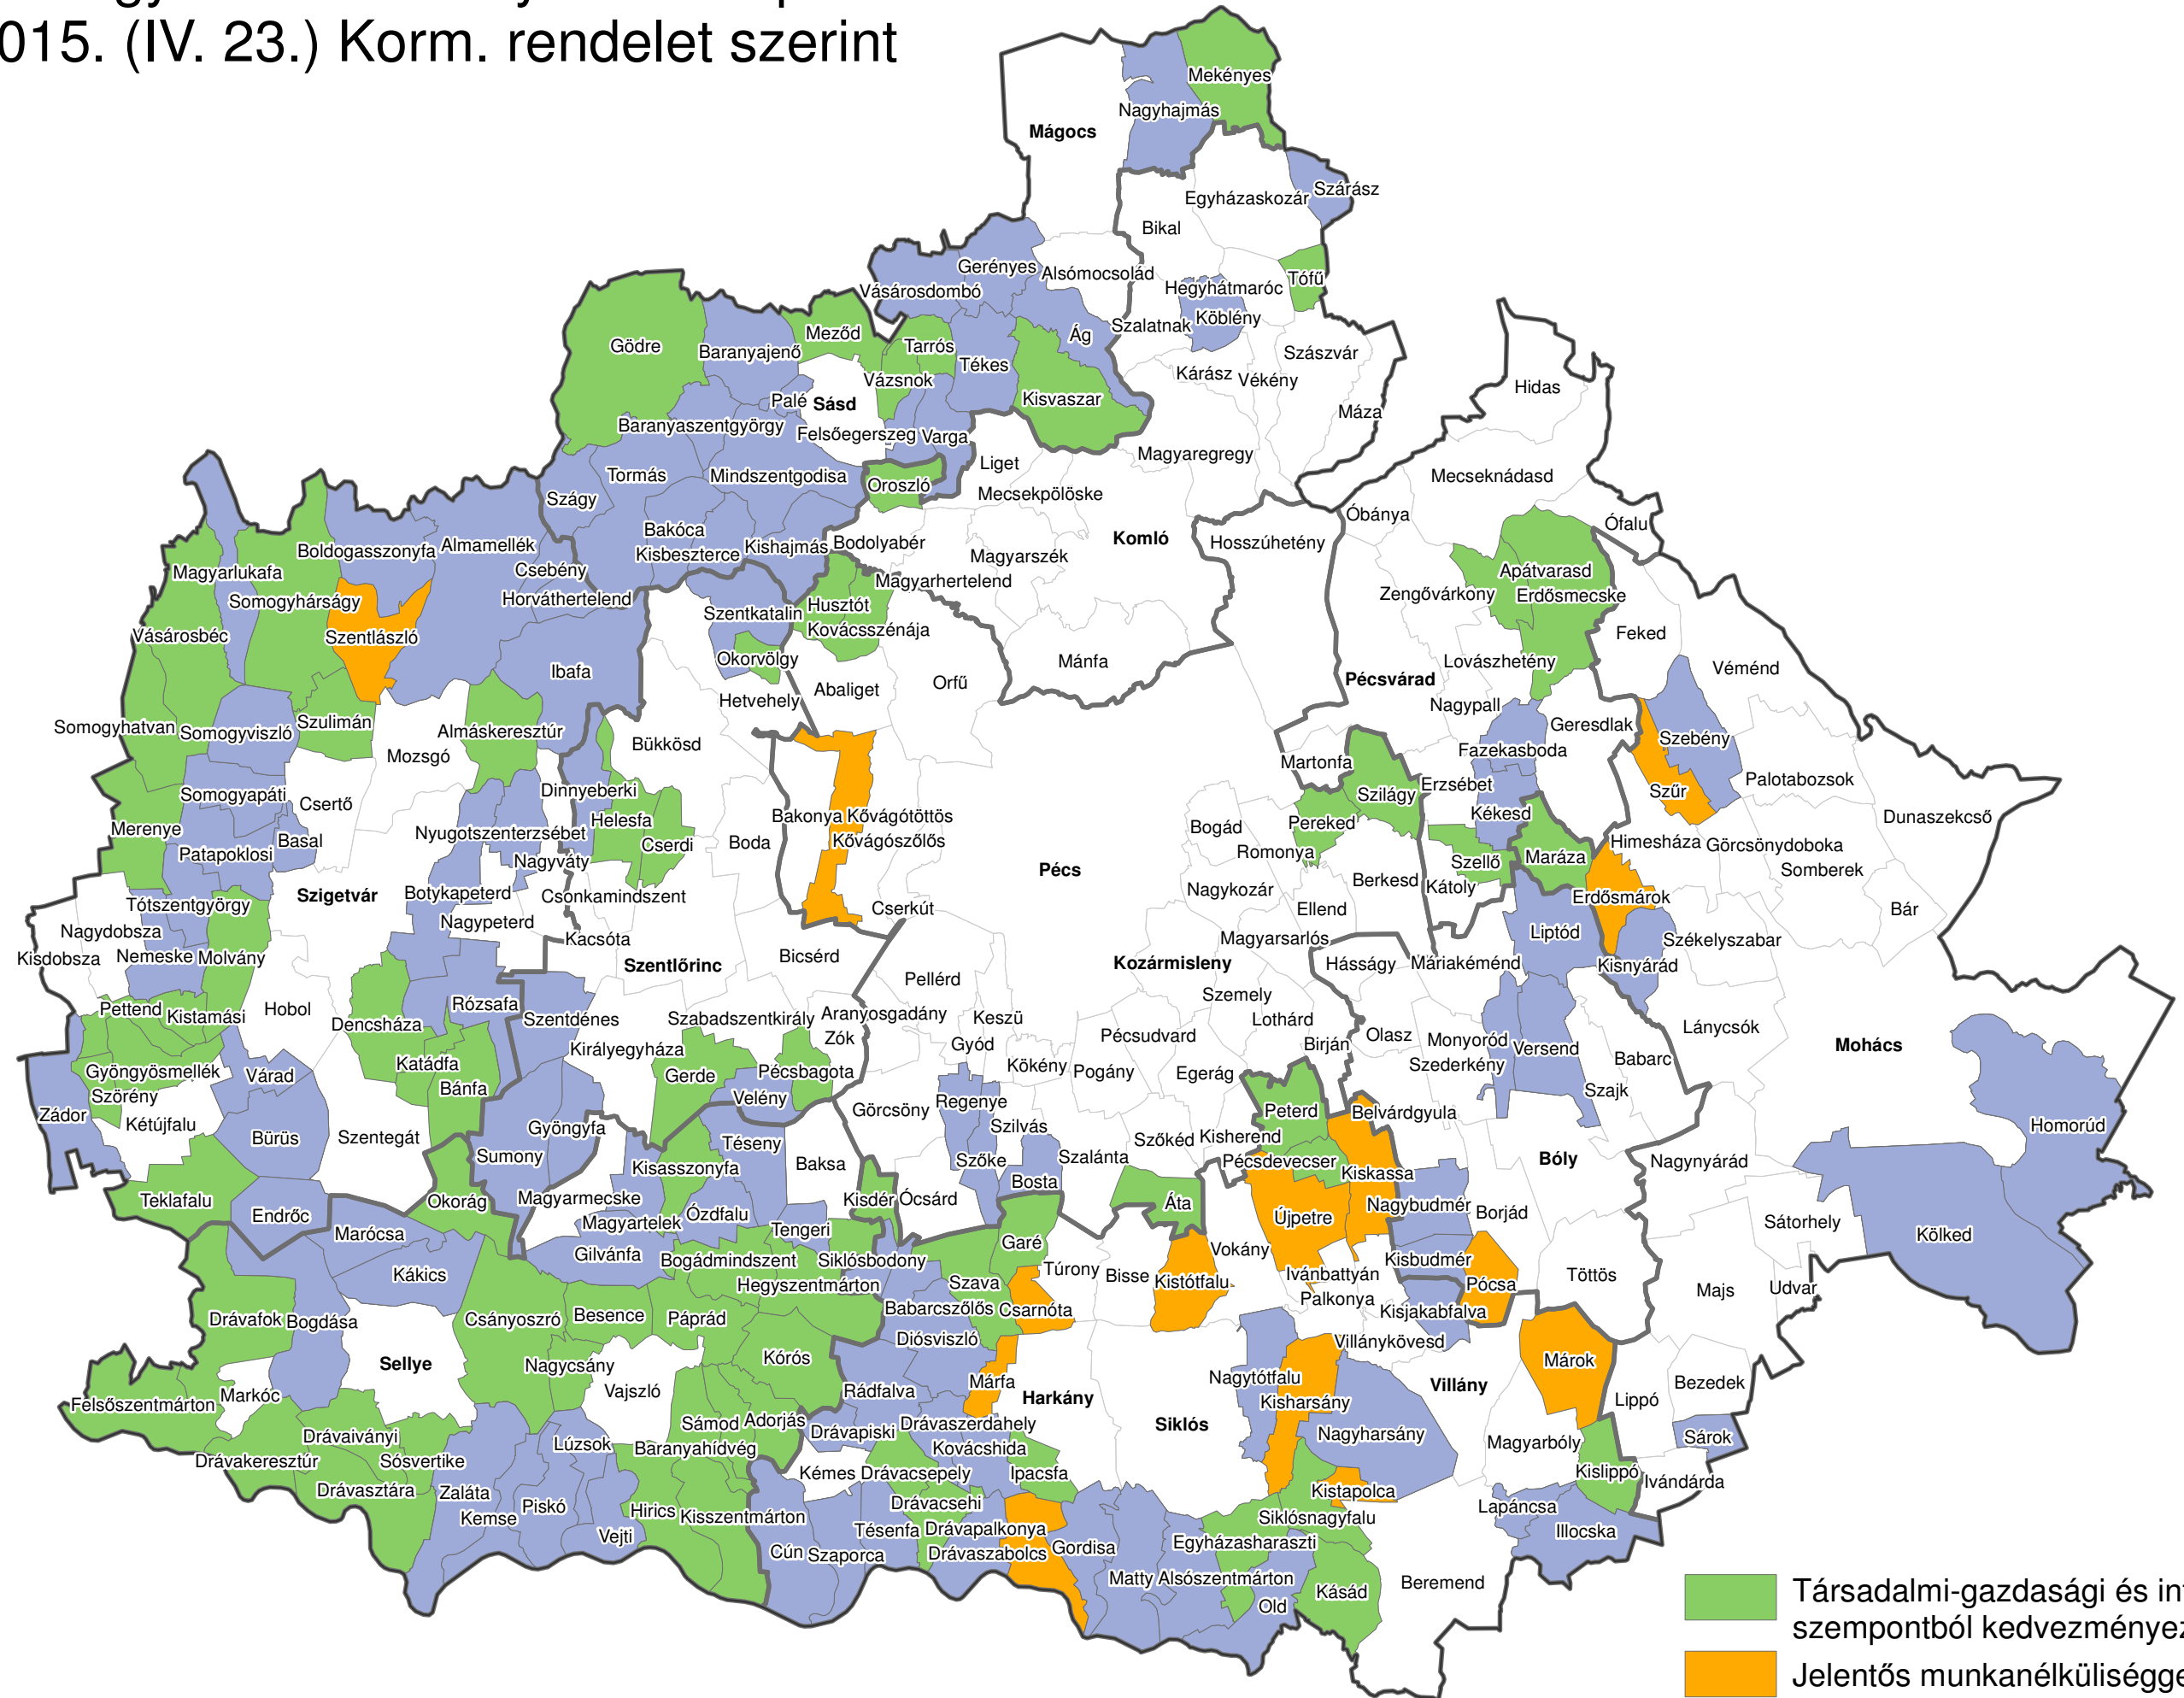 015. (IV. 23.) Korm. rendelet szerint
Mekényes
Nagyhajmás
Mágocs
Szárász
Egyházaskozár
Bikal
Gerényes
Alsómocsolád
Tófű
Vásárosdombó
Hegyhátmaróc
Köblény
Szalatnak
Ág
Meződ
Gödre
Tarrós
Baranyajenő
Szászvár
Tékes
Kárász
Vékény
Vázsnok
Hidas
Palé
Sásd
Kisvaszar
Máza
Baranyaszentgyörgy
Felsőegerszeg
Varga
Magyaregregy
Liget
Tormás
Mindszentgodisa
Mecseknádasd
Oroszló
Mecsekpölöske
Szágy
Óbánya
Ófalu
Bakóca
Komló
Hosszúhetény
Boldogasszonyfa
Almamellék
Kisbeszterce
Kishajmás
Bodolyabér
Magyarszék
Csebény
Apátvarasd
Magyarlukafa
Magyarhertelend
Zengővárkony
Erdősmecske
Somogyhárságy
Horváthertelend
Szentkatalin
Husztót
Kovácsszénája
Feked
Vásárosbéc
Szentlászló
Okorvölgy
Mánfa
Lovászhetény
Véménd
Ibafa
Hetvehely
Abaliget
Orfű
Pécsvárad
Nagypall
Somogyhatvan
Somogyviszló
Szulimán
Almáskeresztúr
Geresdlak
Szebény
Mozsgó
Bükkösd
Fazekasboda
Martonfa
Palotabozsok
Somogyapáti
Csertő
Dinnyeberki
Szilágy
Erzsébet
Szűr
Merenye
Helesfa
Bakonya
Kővágótöttös
Kékesd
Dunaszekcső
Basal
Nyugotszenterzsébet
Cserdi
Boda
Kővágószőlős
Bogád
Pereked
Himesháza
Görcsönydoboka
Patapoklosi
Nagyváty
Romonya
Szellő
Maráza
Somberek
Szigetvár
Botykapeterd
Csonkamindszent
Pécs
Nagykozár
Berkesd
Kátoly
Erdősmárok
Tótszentgyörgy
Nagypeterd
Cserkút
Ellend
Bár
Nagydobsza
Kacsóta
Magyarsarlós
Liptód
Székelyszabar
Kisdobsza
Nemeske
Molvány
Szentlőrinc
Bicsérd
Kozármisleny
Hásságy
Máriakéménd
Kisnyárád
Pellérd
Szemely
Pettend
Kistamási
Hobol
Rózsafa
Szentdénes
Szabadszentkirály
Aranyosgadány
Keszü
Lothárd
Dencsháza
Zók
Gyód
Pécsudvard
Birján
Olasz
Monyoród
Lánycsók
Királyegyháza
Versend
Mohács
Gyöngyösmellék
Várad
Katádfa
Gerde
Pécsbagota
Kökény
Pogány
Egerág
Szederkény
Babarc
Szörény
Bánfa
Velény
Szajk
Zádor
Kétújfalu
Görcsöny
Regenye
Peterd
Belvárdgyula
Bürüs
Szentegát
Gyöngyfa
Téseny
Szilvás
Szőkéd
Kisherend
Homorúd
Sumony
Kisasszonyfa
Baksa
Szőke
Szalánta
Pécsdevecser
Kiskassa
Bóly
Nagynyárád
Teklafalu
Okorág
Magyarmecske
Kisdér
Ócsárd
Bosta
Áta
Endrőc
Magyartelek
Ózdfalu
Újpetre
Nagybudmér
Borjád
Marócsa
Tengeri
Sátorhely
Kölked
Gilvánfa
Bogádmindszent
Siklósbodony
Garé
Vokány
Kisbudmér
Kákics
Hegyszentmárton
Szava
Túrony
Bisse
Kistótfalu
Ivánbattyán
Pócsa
Töttös
Majs
Udvar
Drávafok
Bogdása
Csányoszró
Besence
Páprád
Babarcszőlős
Csarnóta
Palkonya
Kisjakabfalva
Diósviszló
Villánykövesd
Sellye
Nagycsány
Kórós
Márok
Vajszló
Rádfalva
Márfa
Harkány
Nagytótfalu
Villány
Bezedek
Felsőszentmárton
Markóc
Kisharsány
Lippó
Sámod
Adorjás
Drávaszerdahely
Siklós
Drávaiványi
Lúzsok
Baranyahídvég
Drávapiski
Kovácshida
Nagyharsány
Magyarbóly
Sárok
Drávakeresztúr
Sósvertike
Kémes
Drávacsepely
Ipacsfa
Kislippó
Ivándárda
Drávasztára
Zaláta
Piskó
Hirics
Drávacsehi
Kistapolca
Lapáncsa
Kemse
Kisszentmárton
Tésenfa
Drávapalkonya
Siklósnagyfalu
Illocska
Vejti
Cún
Szaporca
Drávaszabolcs
Gordisa
Egyházasharaszti
Matty
Alsószentmárton
Kásád
Beremend
Old
Társadalmi-gazdasági és in
szempontból kedvezménye
Jelentős munkanélküliségge